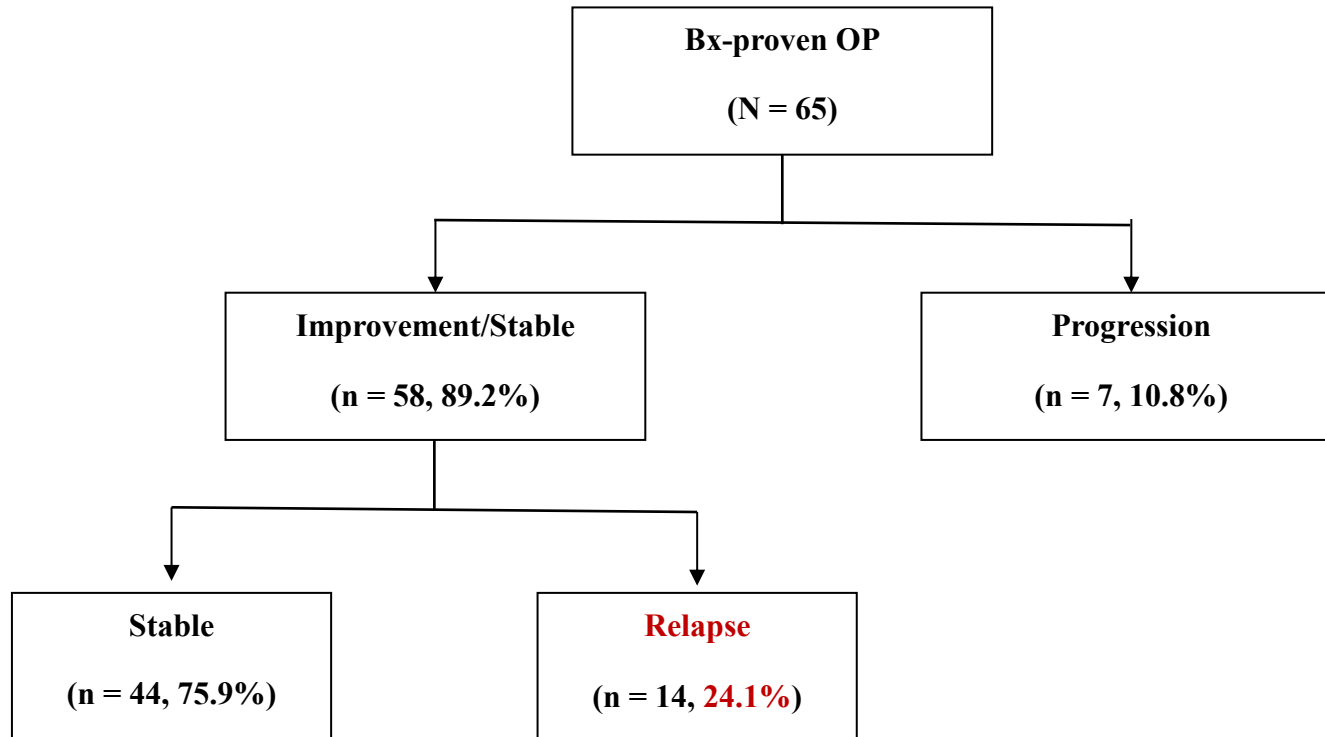 Bx-proven OP
(N = 65)
Improvement/Stable
(n = 58, 89.2%)
Progression
(n = 7, 10.8%)
Stable
(n = 44, 75.9%)
Relapse
(n = 14, 24.1%)